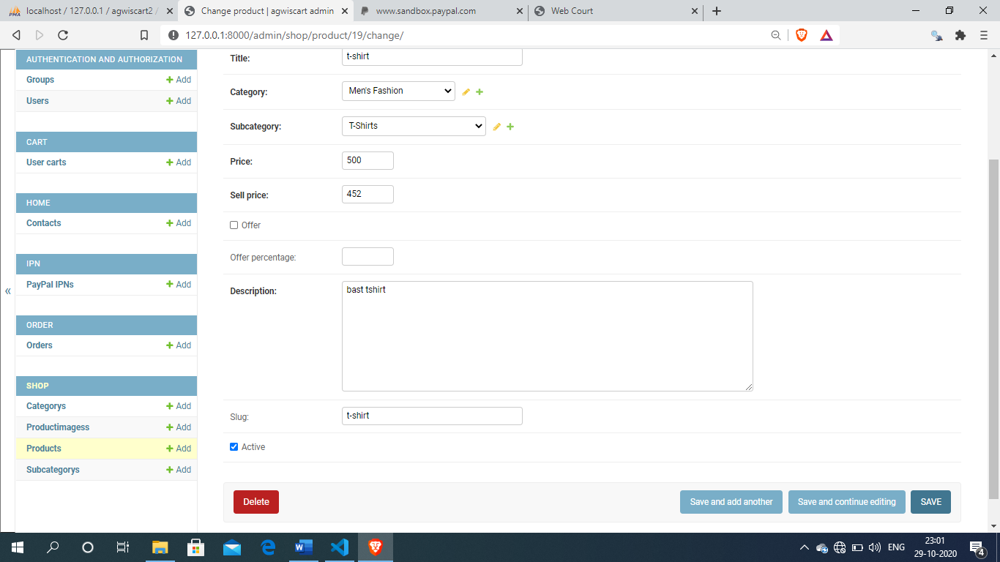 localhost / 127.0.0.1 / agwiscart2 /
Change product | agwiscart admin
www.sandbox.paypal.com
Web Court
127.0.0.1:8000/admin/shop/product/19/change/
AUTHENTICATION AND AUTHORIZATION
Groups + Add
Users + Add
CART
User carts + Add
HOME
Contacts + Add
IPN
PayPal IPNs + Add
ORDER
Orders + Add
SHOP
Categorys + Add
Productimagess + Add
Products + Add
Subcategorys + Add
«
Title: t-shirt
Category: Men's Fashion
Subcategory: T-Shirts
Price: 500
Sell price: 452
Offer
Offer percentage:
Description: bast tshirt
Slug: t-shirt
Active
Delete
Save and add another
Save and continue editing
SAVE
ENG
23:01
29-10-2020
4